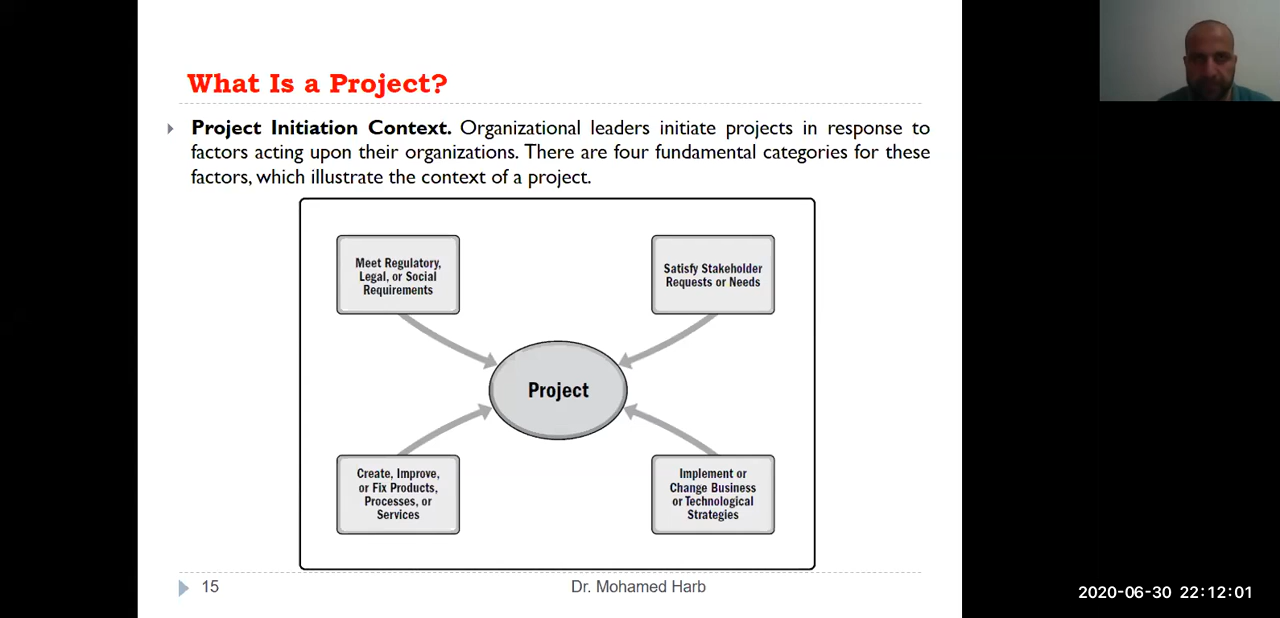 What Is a Project?
Project Initiation Context. Organizational leaders initiate projects in response to
factors acting upon their organizations. There are four fundamental categories for these
factors, which illustrate the context of a project.
Meet Regulatory,
Legal, or Social
Requirements
Satisfy Stakeholder
Requests or Needs
Project
Create, Improve,
or Fix Products,
Processes, or
Services
Implement or
Change Business
or Technological
Strategies
15
Dr. Mohamed Harb
2020-06-30 22:12:01